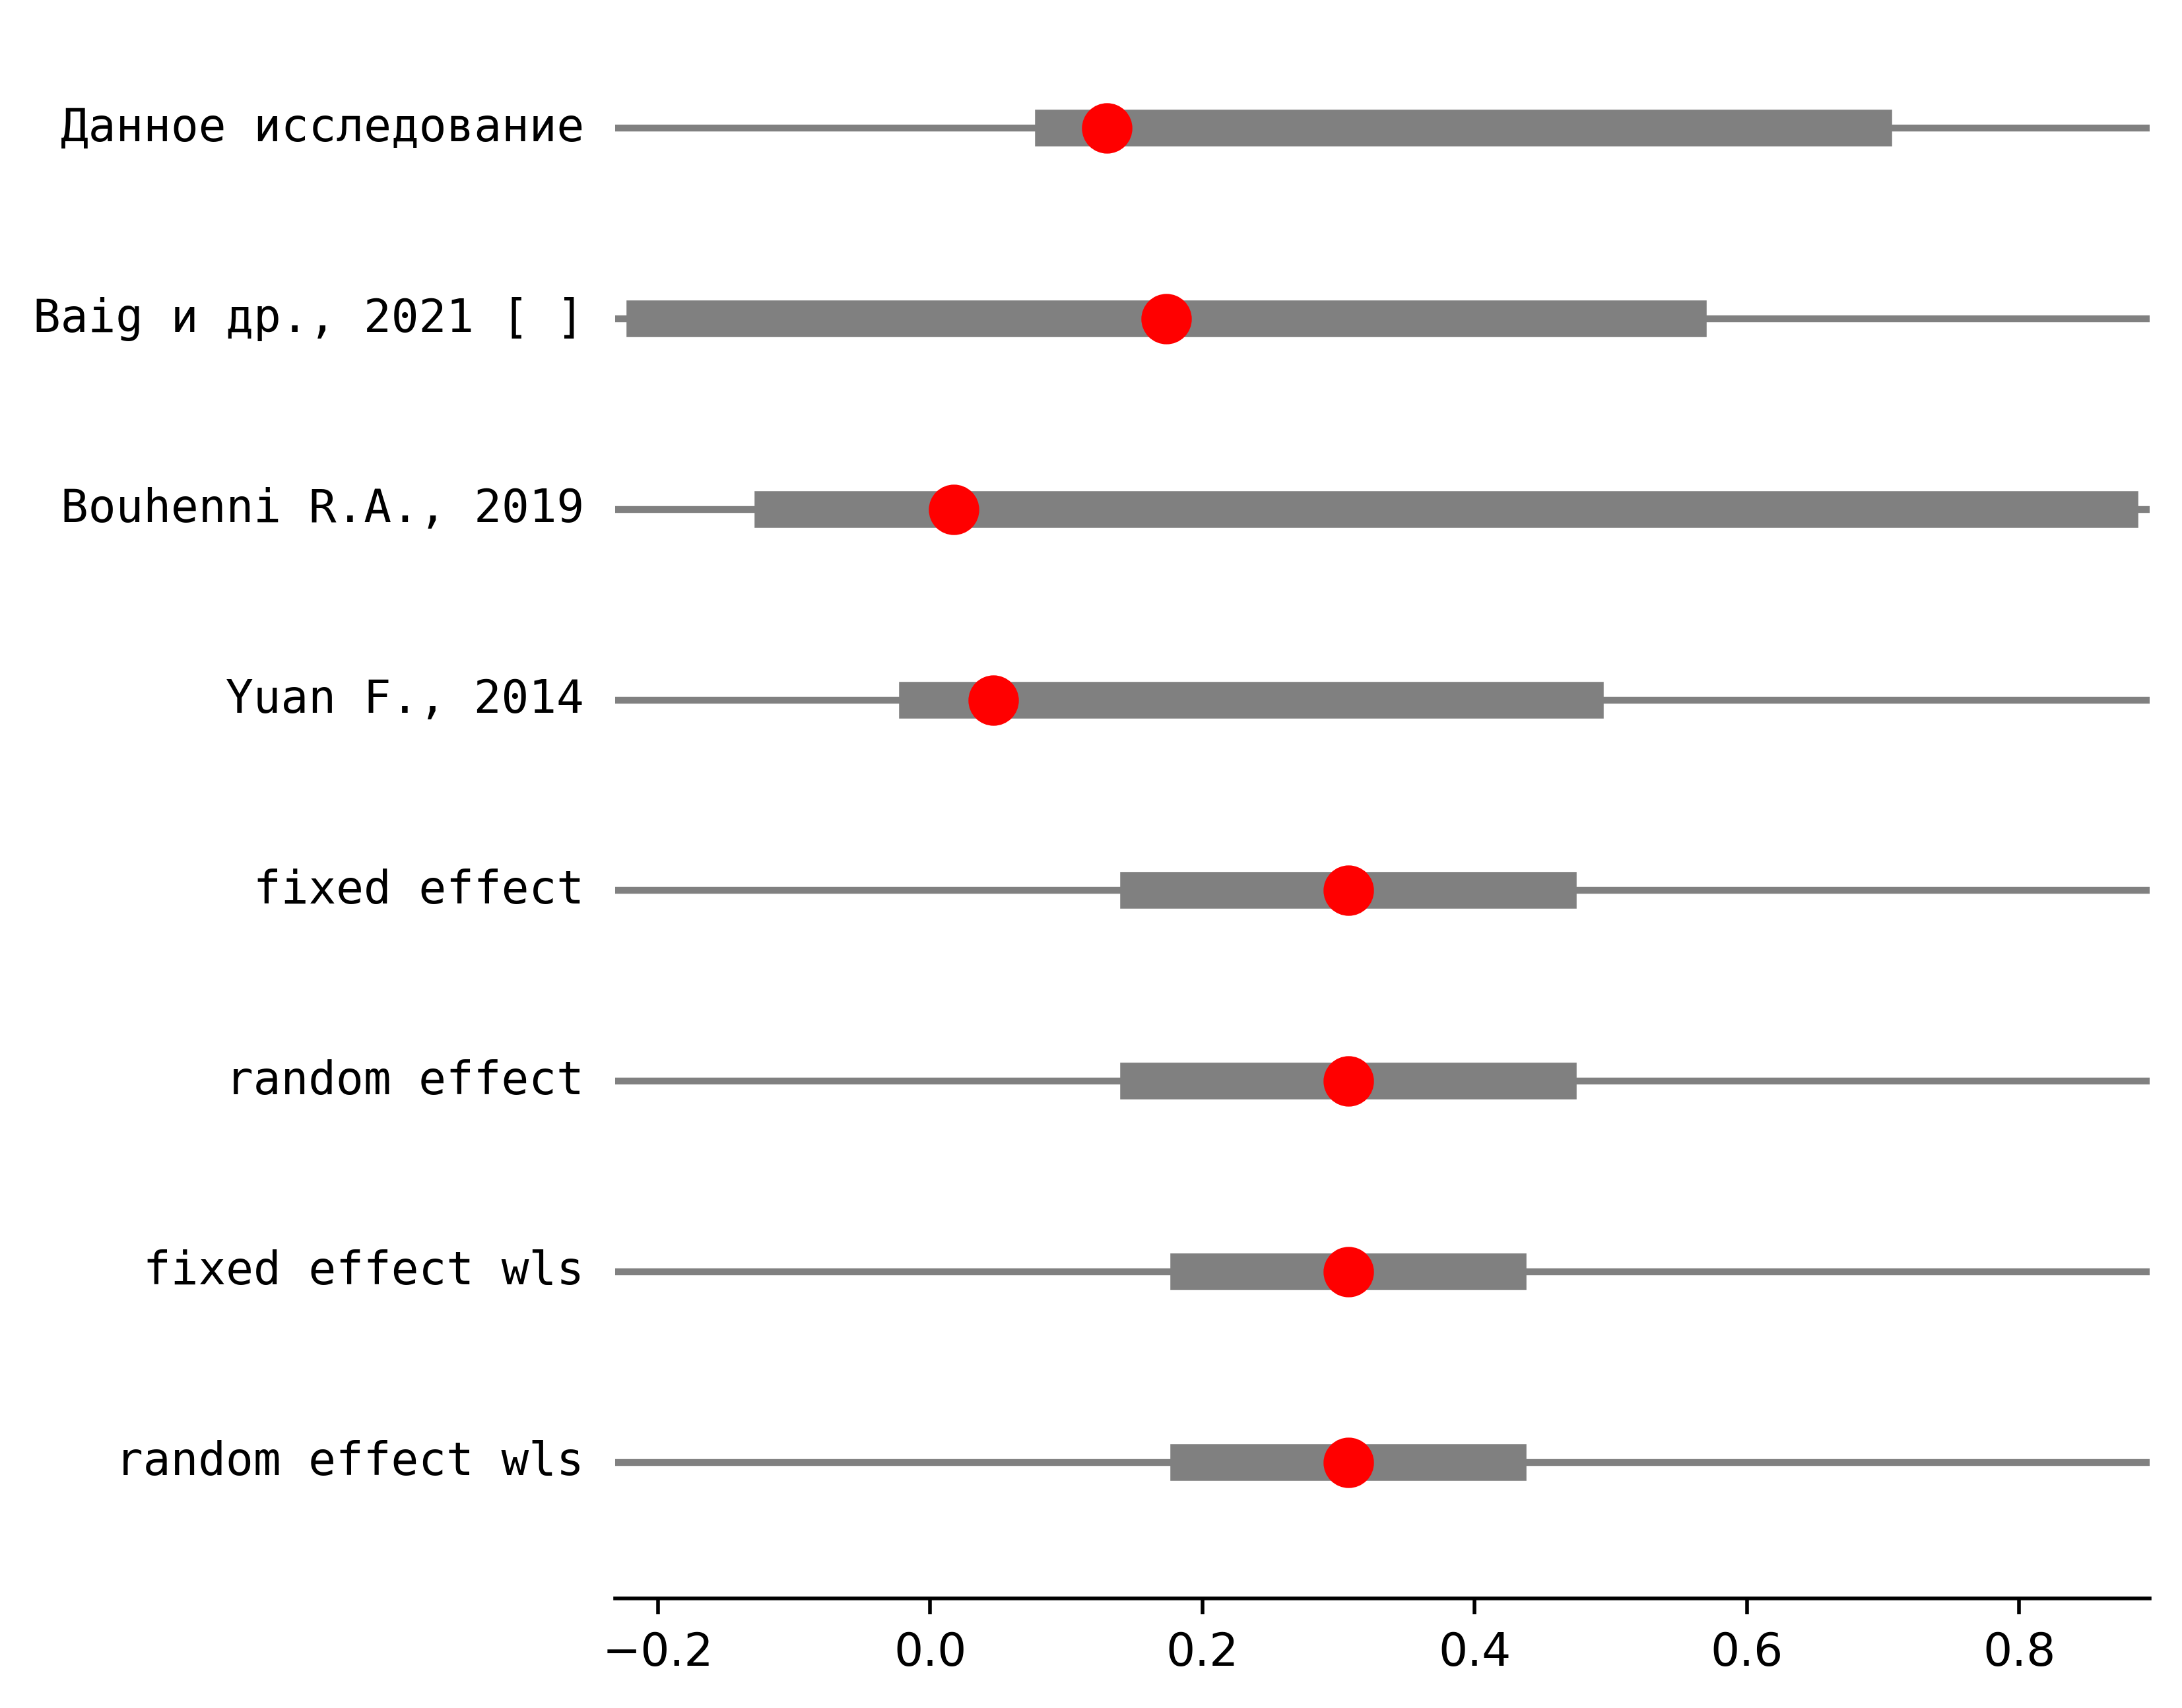 Данное исследование
Baig и др., 2021 [ ]
Bouhenni R.A., 2019
Yuan F., 2014
fixed effect
random effect
fixed effect wls
random effect wls
−0.2 0.0 0.2 0.4 0.6 0.8